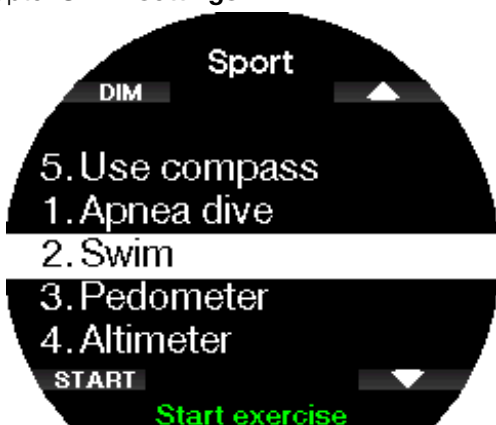 Sport
DIM
5. Use compass
1. Apnea dive
2. Swim
3. Pedometer
4. Altimeter
START
Start exercise